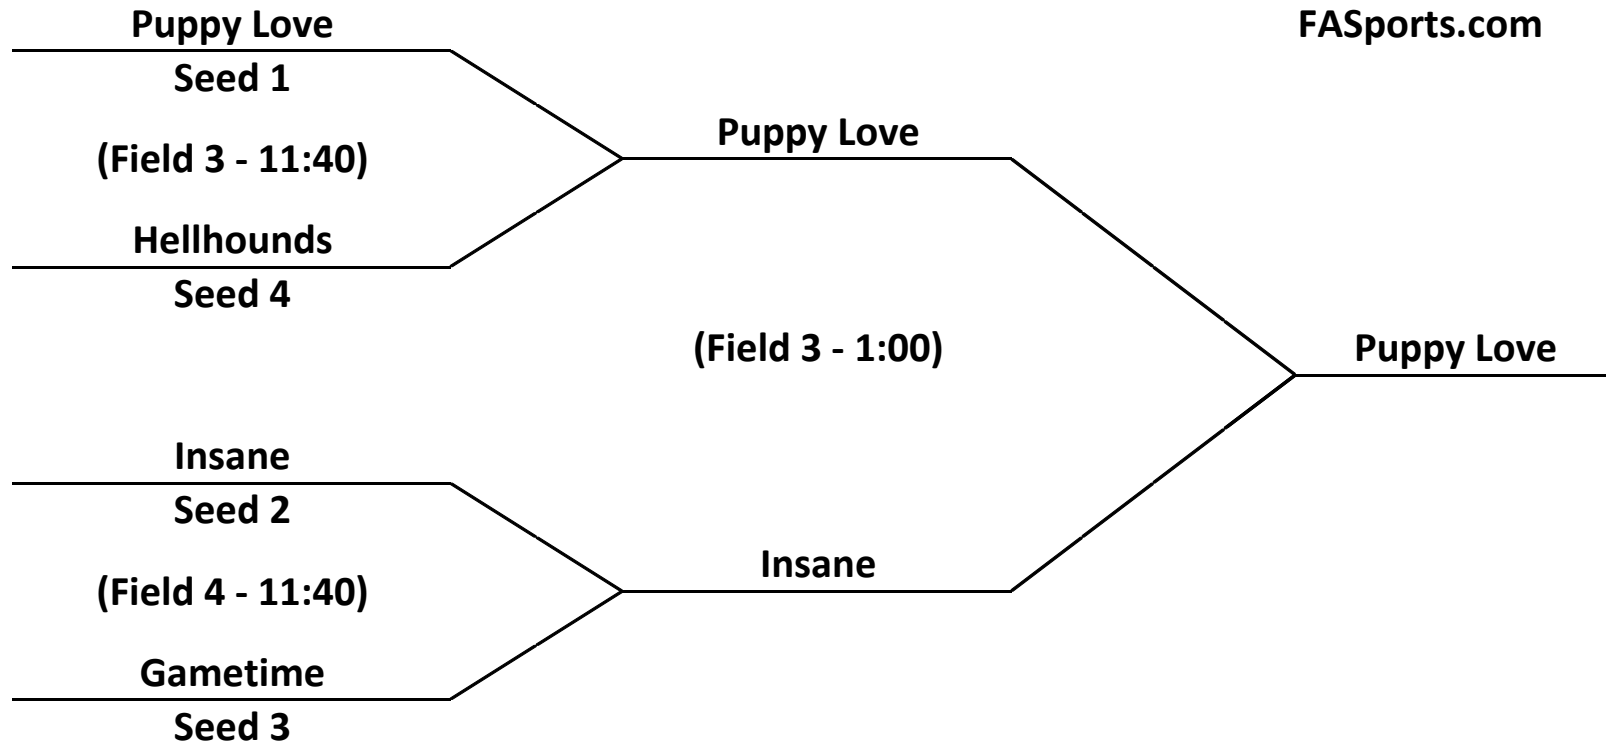 Puppy Love
FASports.com
Seed 1
Puppy Love
(Field 3 - 11:40)
Hellhounds
Seed 4
(Field 3 - 1:00)
Puppy Love
Insane
Seed 2
Insane
(Field 4 - 11:40)
Gametime
Seed 3